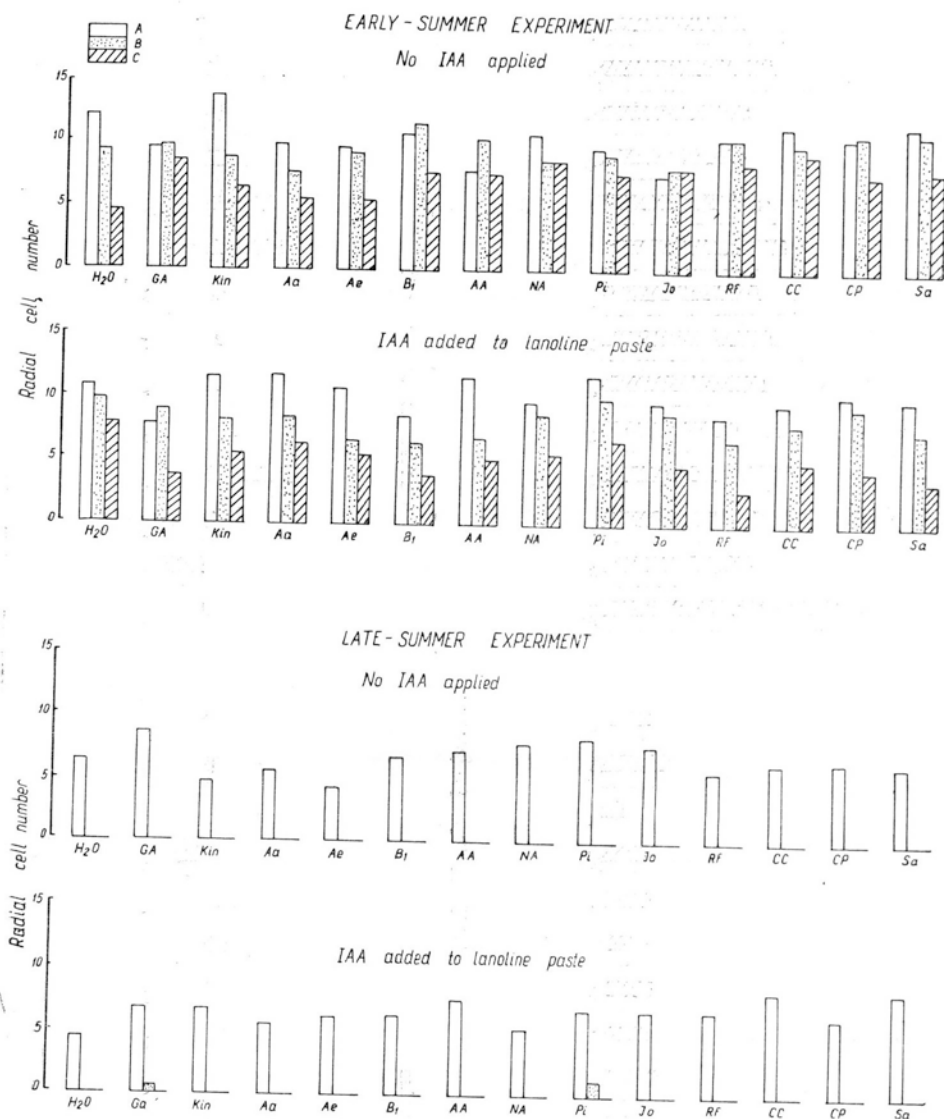 EARLY-SUMMER EXPERIMENT
A
B
C
No IAA applied
15
10
5
0
H2O GA Kin Aa Ae B1 AA NA Pi Jo Rf CC CP Sa
Radial cell number
IAA added to lanoline paste
15
10
5
0
H2O GA Kin Aa Ae B1 AA NA Pi Jo Rf CC CP Sa
LATE-SUMMER EXPERIMENT
No IAA applied
15
10
5
0
H2O GA Kin Aa Ae B1 AA NA Pi Jo Rf CC CP Sa
Radial cell number
IAA added to lanoline paste
15
10
5
0
H2O Ga Kin Aa Ae B1 AA NA Pi Jo Rf CC CP Sa